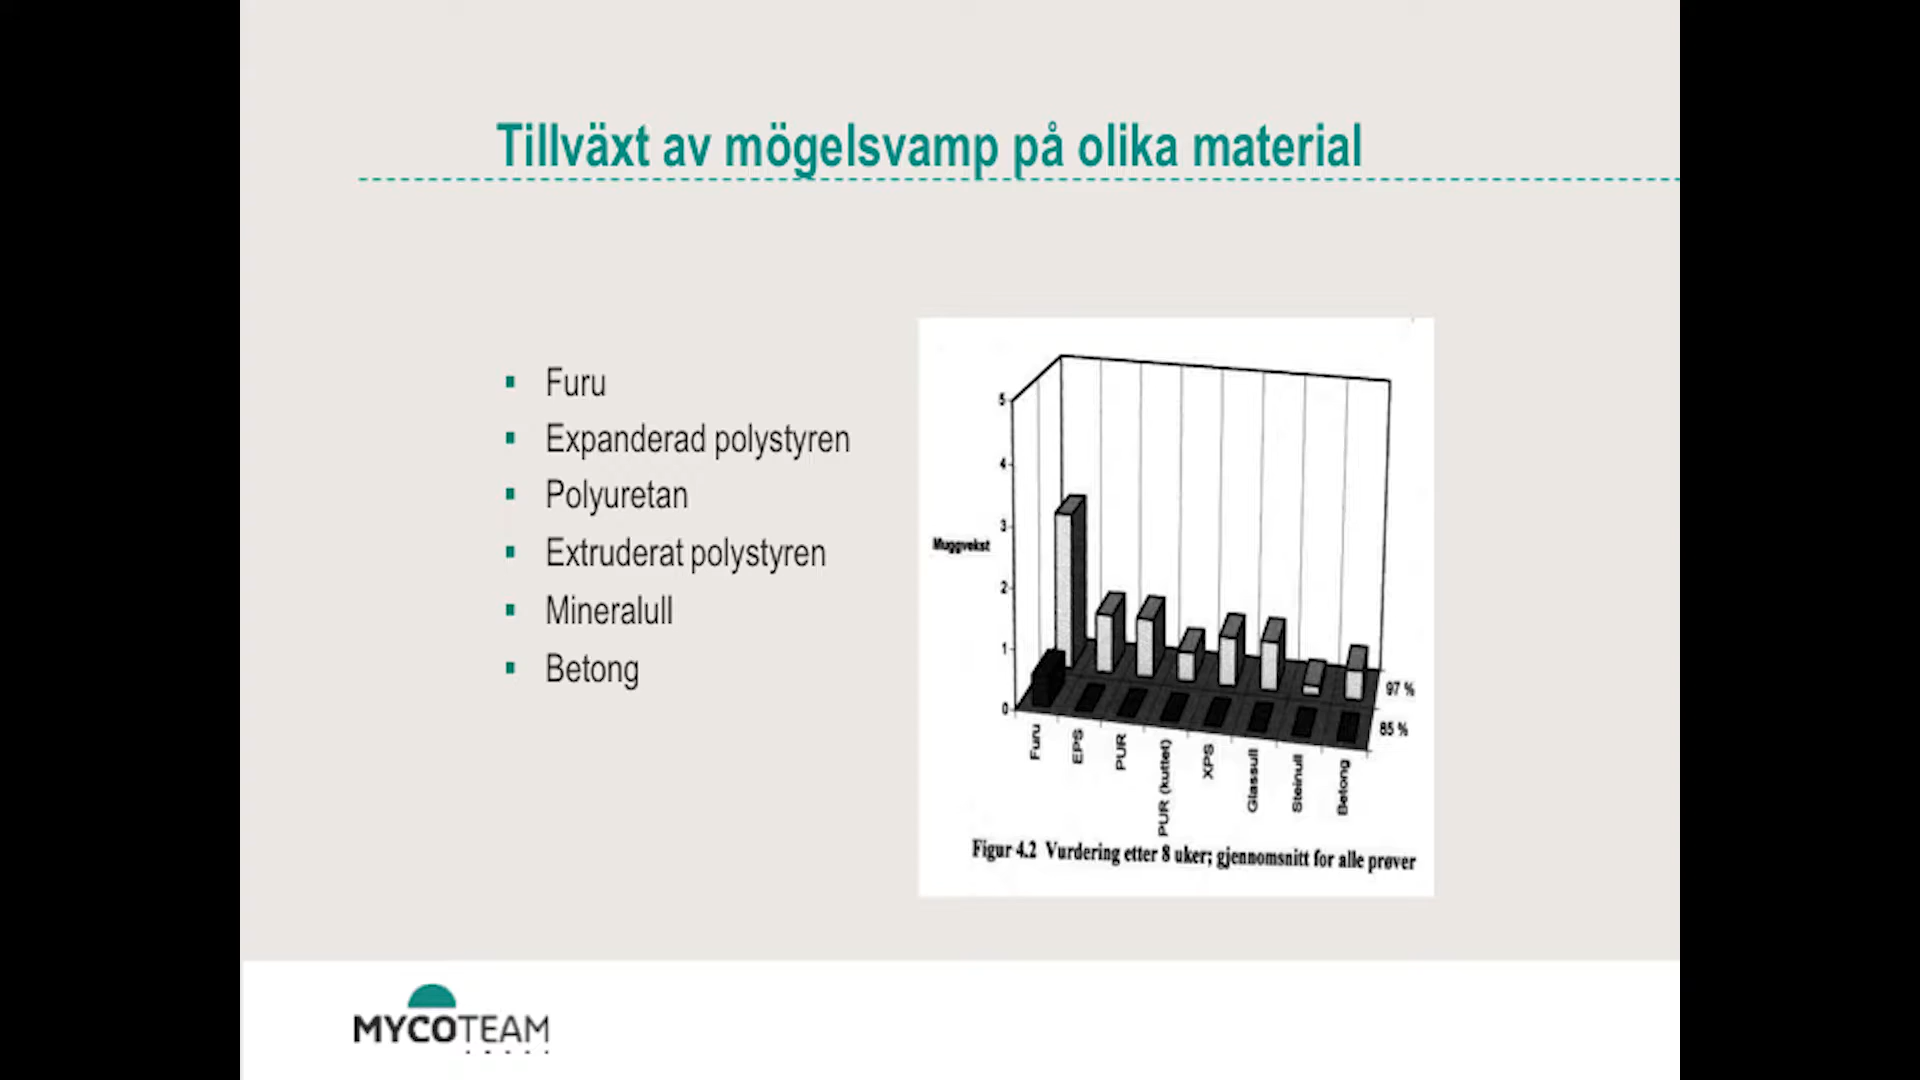 Tillväxt av mögelsvamp på olika material
Furu
Expanderad polystyren
Polyuretan
Extruderat polystyren
Mineralull
Betong
5
4
3
2
1
0
Muggvekst
97 %
85 %
Furu
EPS
PUR
PUR (kuttet)
XPS
Glassull
Steinull
Betong
Figur 4.2 Vurdering etter 8 uker; gjennomsnitt for alle prøver
MYCOTEAM